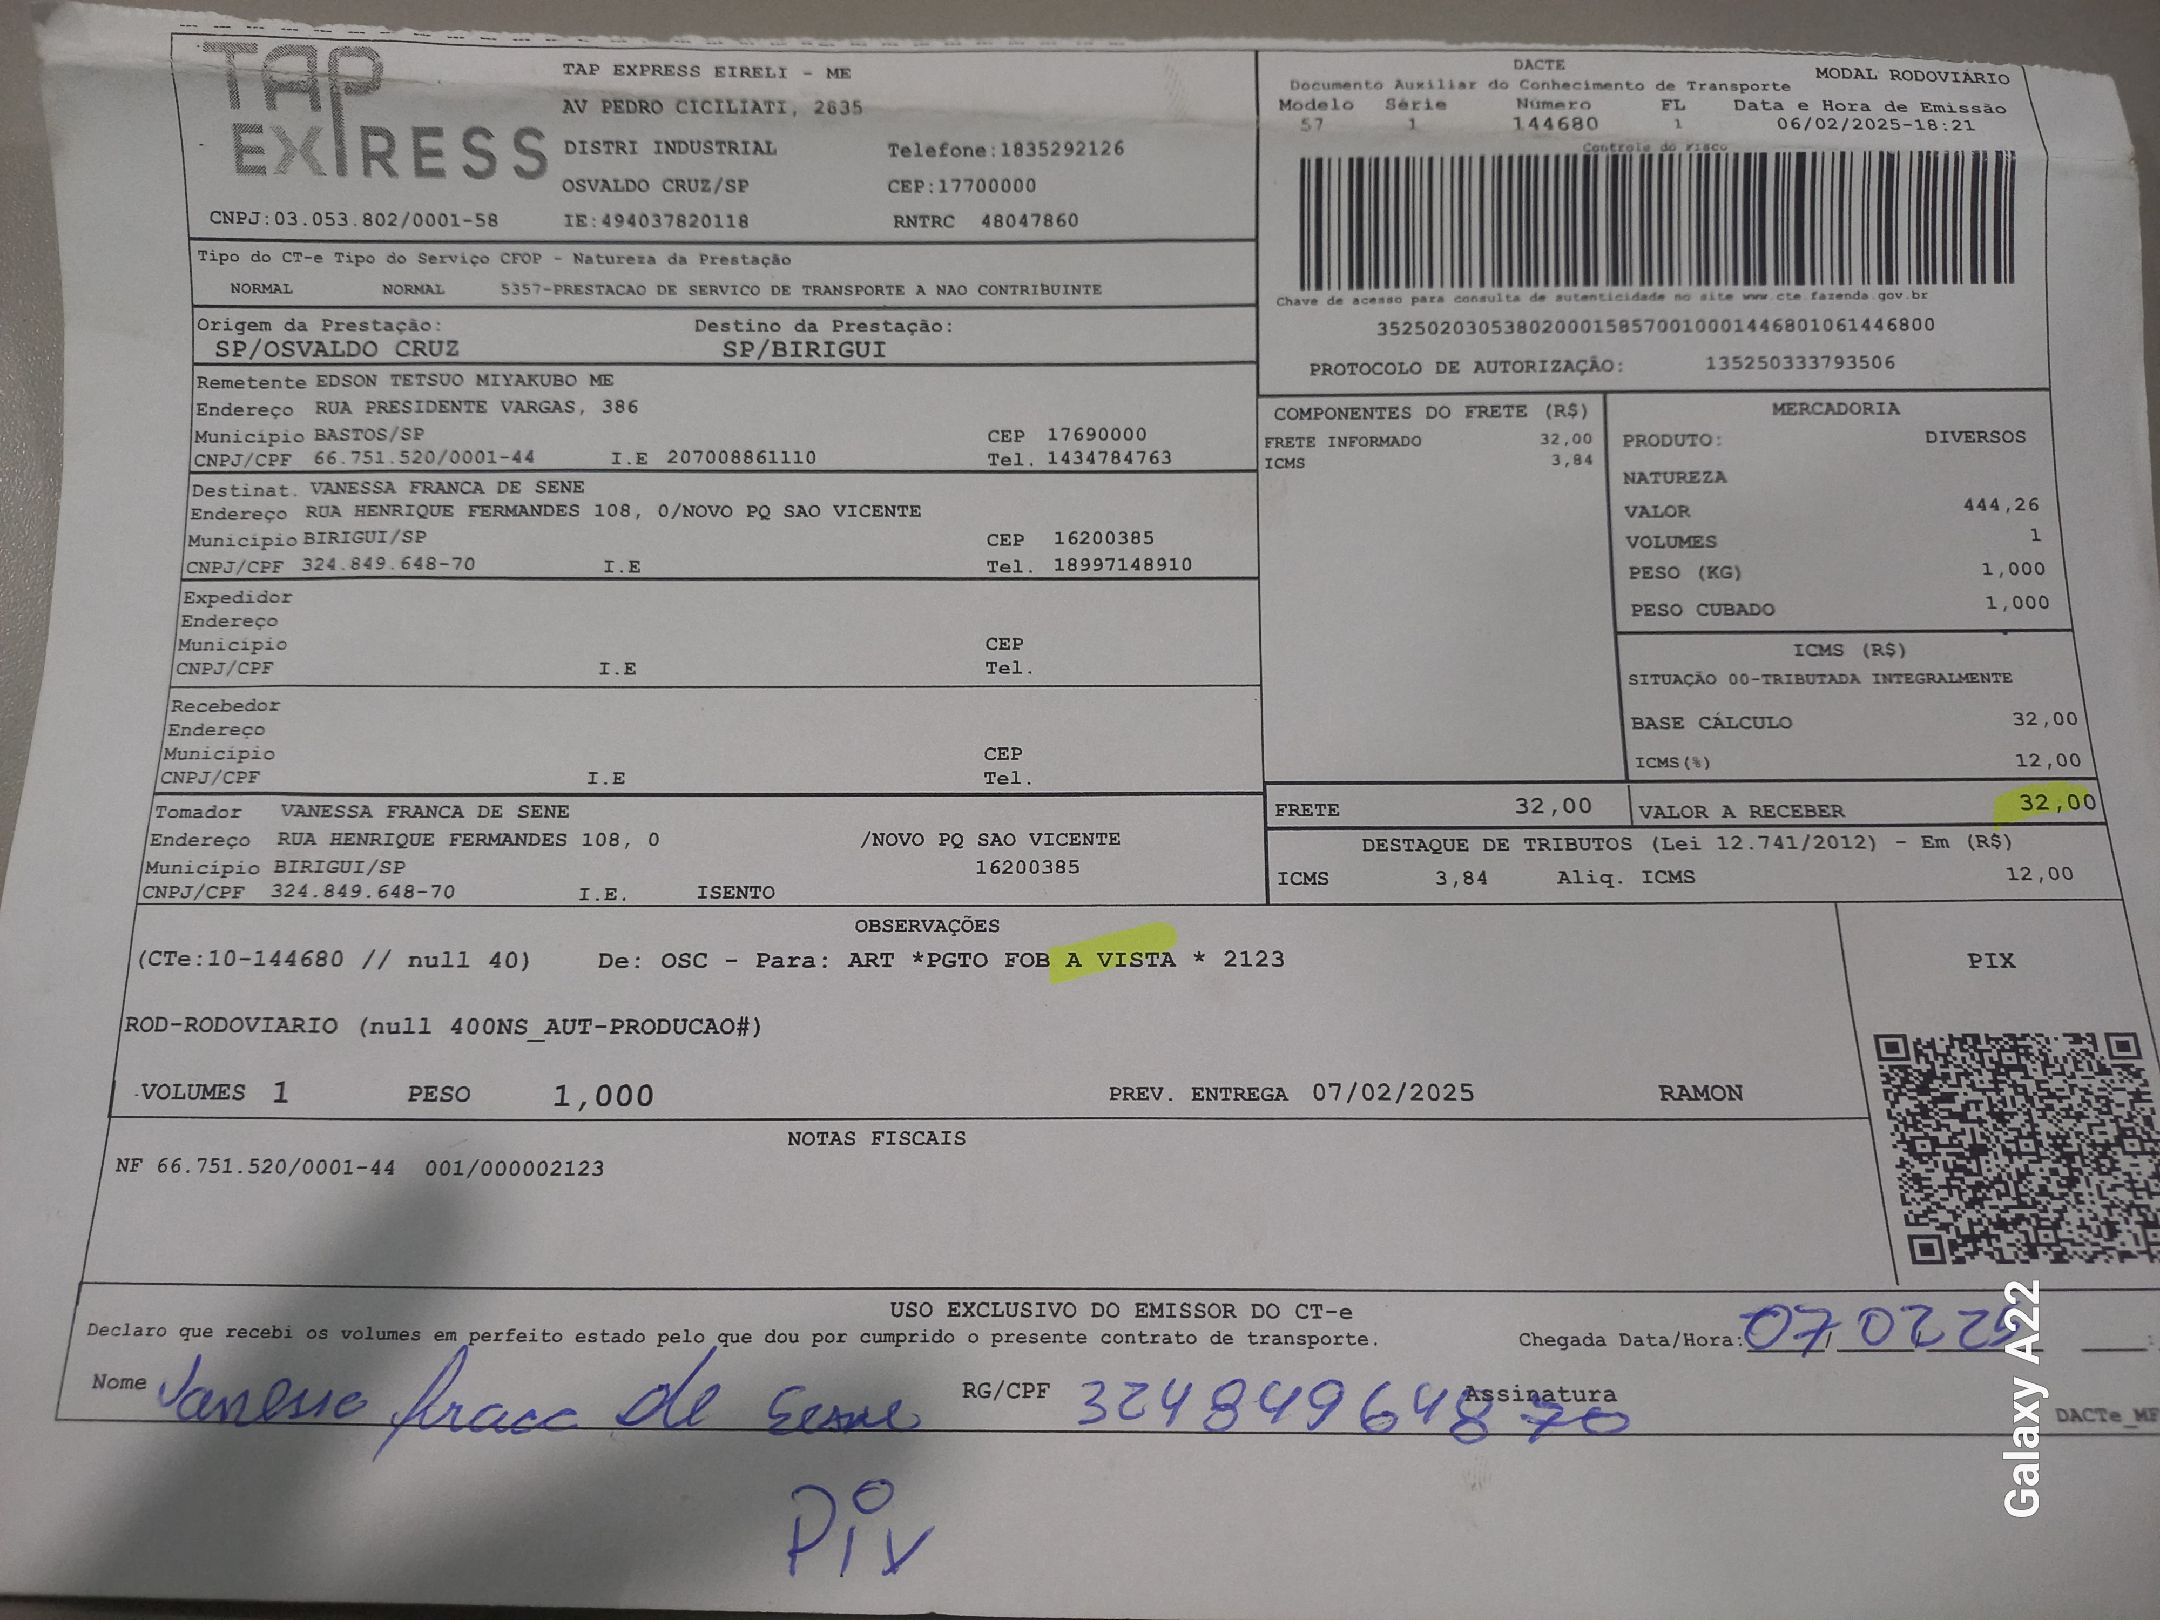 TAP EXPRESS
TAP EXPRESS EIRELI - ME
AV PEDRO CICILIATI, 2635
DISTRI INDUSTRIAL Telefone:1835292126
OSVALDO CRUZ/SP CEP:17700000
CNPJ:03.053.802/0001-58 IE:494037820118 RNTRC 48047860
DACTE
Documento Auxiliar do Conhecimento de Transporte MODAL RODOVIÁRIO
Modelo Série Número FL Data e Hora de Emissão
57 1 144680 1 06/02/2025-18:21
Controle do Fisco
Chave de acesso para consulta de autenticidade no site www.cte.fazenda.gov.br
35250203053802000158570010001446801061446800
PROTOCOLO DE AUTORIZAÇÃO: 135250333793506
Tipo do CT-e Tipo do Serviço CFOP - Natureza da Prestação
NORMAL NORMAL 5357-PRESTACAO DE SERVICO DE TRANSPORTE A NAO CONTRIBUINTE
Origem da Prestação: Destino da Prestação:
SP/OSVALDO CRUZ SP/BIRIGUI
Remetente EDSON TETSUO MIYAKUBO ME
Endereço RUA PRESIDENTE VARGAS, 386
Município BASTOS/SP CEP 17690000
CNPJ/CPF 66.751.520/0001-44 I.E 207008861110 Tel. 1434784763
Destinat. VANESSA FRANCA DE SENE
Endereço RUA HENRIQUE FERMANDES 108, 0/NOVO PQ SAO VICENTE
Município BIRIGUI/SP CEP 16200385
CNPJ/CPF 324.849.648-70 I.E Tel. 18997148910
Expedidor
Endereço
Município CEP
CNPJ/CPF I.E Tel.
Recebedor
Endereço
Município CEP
CNPJ/CPF I.E Tel.
Tomador VANESSA FRANCA DE SENE
Endereço RUA HENRIQUE FERMANDES 108, 0 /NOVO PQ SAO VICENTE
Município BIRIGUI/SP 16200385
CNPJ/CPF 324.849.648-70 I.E. ISENTO
COMPONENTES DO FRETE (R$)
FRETE INFORMADO 32,00
ICMS 3,84
MERCADORIA
PRODUTO: DIVERSOS
NATUREZA
VALOR 444,26
VOLUMES 1
PESO (KG) 1,000
PESO CUBADO 1,000
ICMS (R$)
SITUAÇÃO 00-TRIBUTADA INTEGRALMENTE
BASE CÁLCULO 32,00
ICMS(%) 12,00
FRETE 32,00 VALOR A RECEBER 32,00
DESTAQUE DE TRIBUTOS (Lei 12.741/2012) - Em (R$)
ICMS 3,84 Aliq. ICMS 12,00
OBSERVAÇÕES
(CTe:10-144680 // null 40) De: OSC - Para: ART *PGTO FOB A VISTA * 2123
ROD-RODOVIARIO (null 400NS_AUT-PRODUCAO#)
VOLUMES 1 PESO 1,000 PREV. ENTREGA 07/02/2025 RAMON
PIX
NOTAS FISCAIS
NF 66.751.520/0001-44 001/000002123
USO EXCLUSIVO DO EMISSOR DO CT-e
Declaro que recebi os volumes em perfeito estado pelo que dou por cumprido o presente contrato de transporte. Chegada Data/Hora: 07/02/25 :
Nome Vanessa franca de Sene RG/CPF 32484964870 Assinatura
DACTe_MF
Pix
Galaxy A22